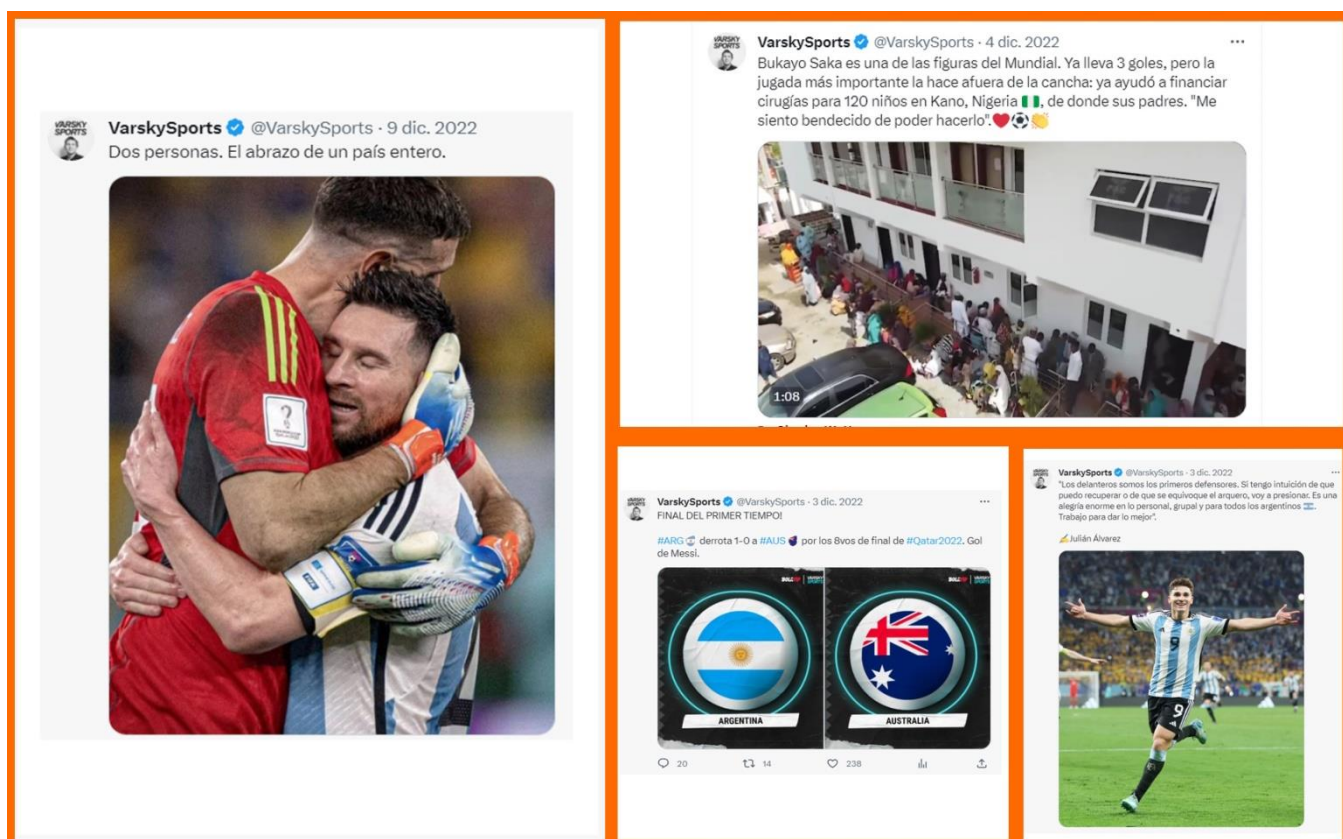 VarskySports @VarskySports · 9 dic. 2022
Dos personas. El abrazo de un país entero.
VarskySports @VarskySports · 4 dic. 2022
Bukayo Saka es una de las figuras del Mundial. Ya lleva 3 goles, pero la
jugada más importante la hace afuera de la cancha: ya ayudó a financiar
cirugías para 120 niños en Kano, Nigeria 🇳🇬, de donde sus padres. "Me
siento bendecido de poder hacerlo".❤️⚽👏
1:08
VarskySports @VarskySports · 3 dic. 2022
FINAL DEL PRIMER TIEMPO!
#ARG derrota 1-0 a #AUS por los 8vos de final de #Qatar2022. Gol
de Messi.
ARGENTINA
AUSTRALIA
20 14 238
VarskySports @VarskySports · 3 dic. 2022
"Los delanteros somos los primeros defensores. Si tengo intuición de que
puedo recuperar o de que se equivoque el arquero, voy a presionar. Es una
alegría enorme en lo personal, grupal y para todos los argentinos 🇦🇷.
Trabajo para dar lo mejor".
✍️Julián Álvarez
9
9